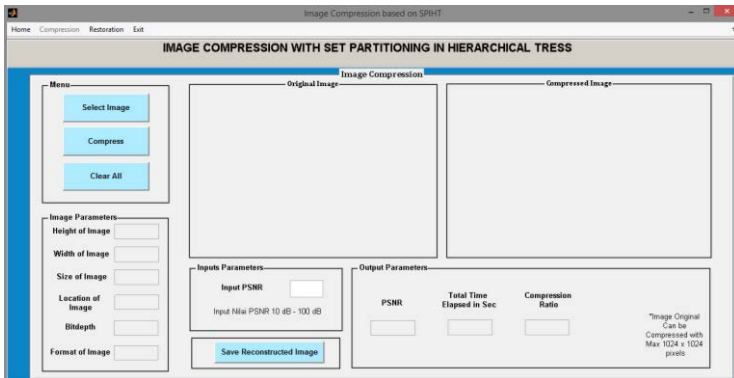 Image Compression based on SPIHT
Home Compression Restoration Exit
IMAGE COMPRESSION WITH SET PARTITIONING IN HIERARCHICAL TRESS
Image Compression
Menu
Select Image
Compress
Clear All
Original Image
Compressed Image
Image Parameters
Height of Image
Width of Image
Size of Image
Location of
Image
Bitdepth
Format of Image
Inputs Parameters
Input PSNR
Input Nilai PSNR 10 dB - 100 dB
Save Reconstructed Image
Output Parameters
PSNR
Total Time
Elapsed in Sec
Compression
Ratio
*Image Original
Can be
Compressed with
Max 1024 x 1024
pixels